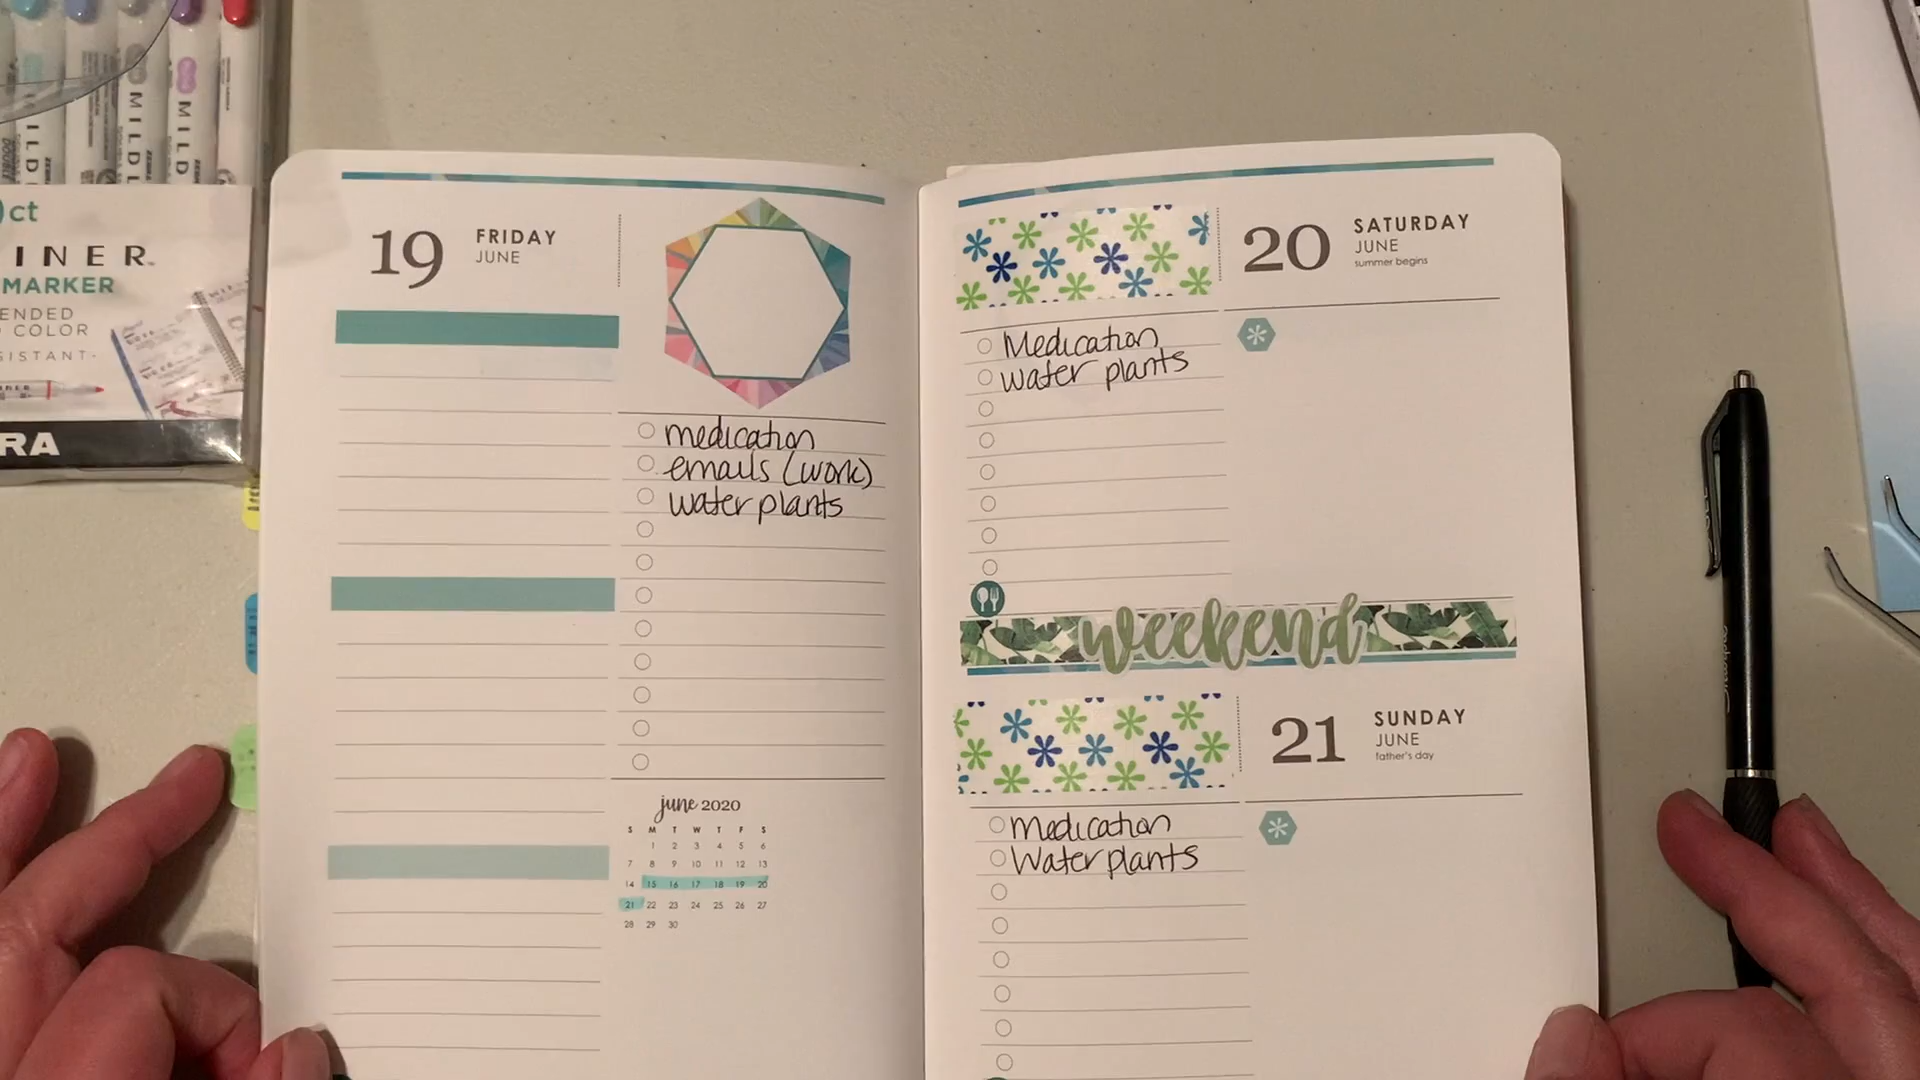 MILD
MILD
ct
INER
MARKER
ENDED
COLOR
SISTANT-
RA
19
FRIDAY
JUNE
medication
emails (work)
water plants
june 2020
S M T W T F S
1 2 3 4 5 6
7 8 9 10 11 12 13
14 15 16 17 18 19 20
21 22 23 24 25 26 27
28 29 30
20
SATURDAY
JUNE
summer begins
Medication
water plants
weekend
21
SUNDAY
JUNE
father's day
Medication
Water plants
Sharpie